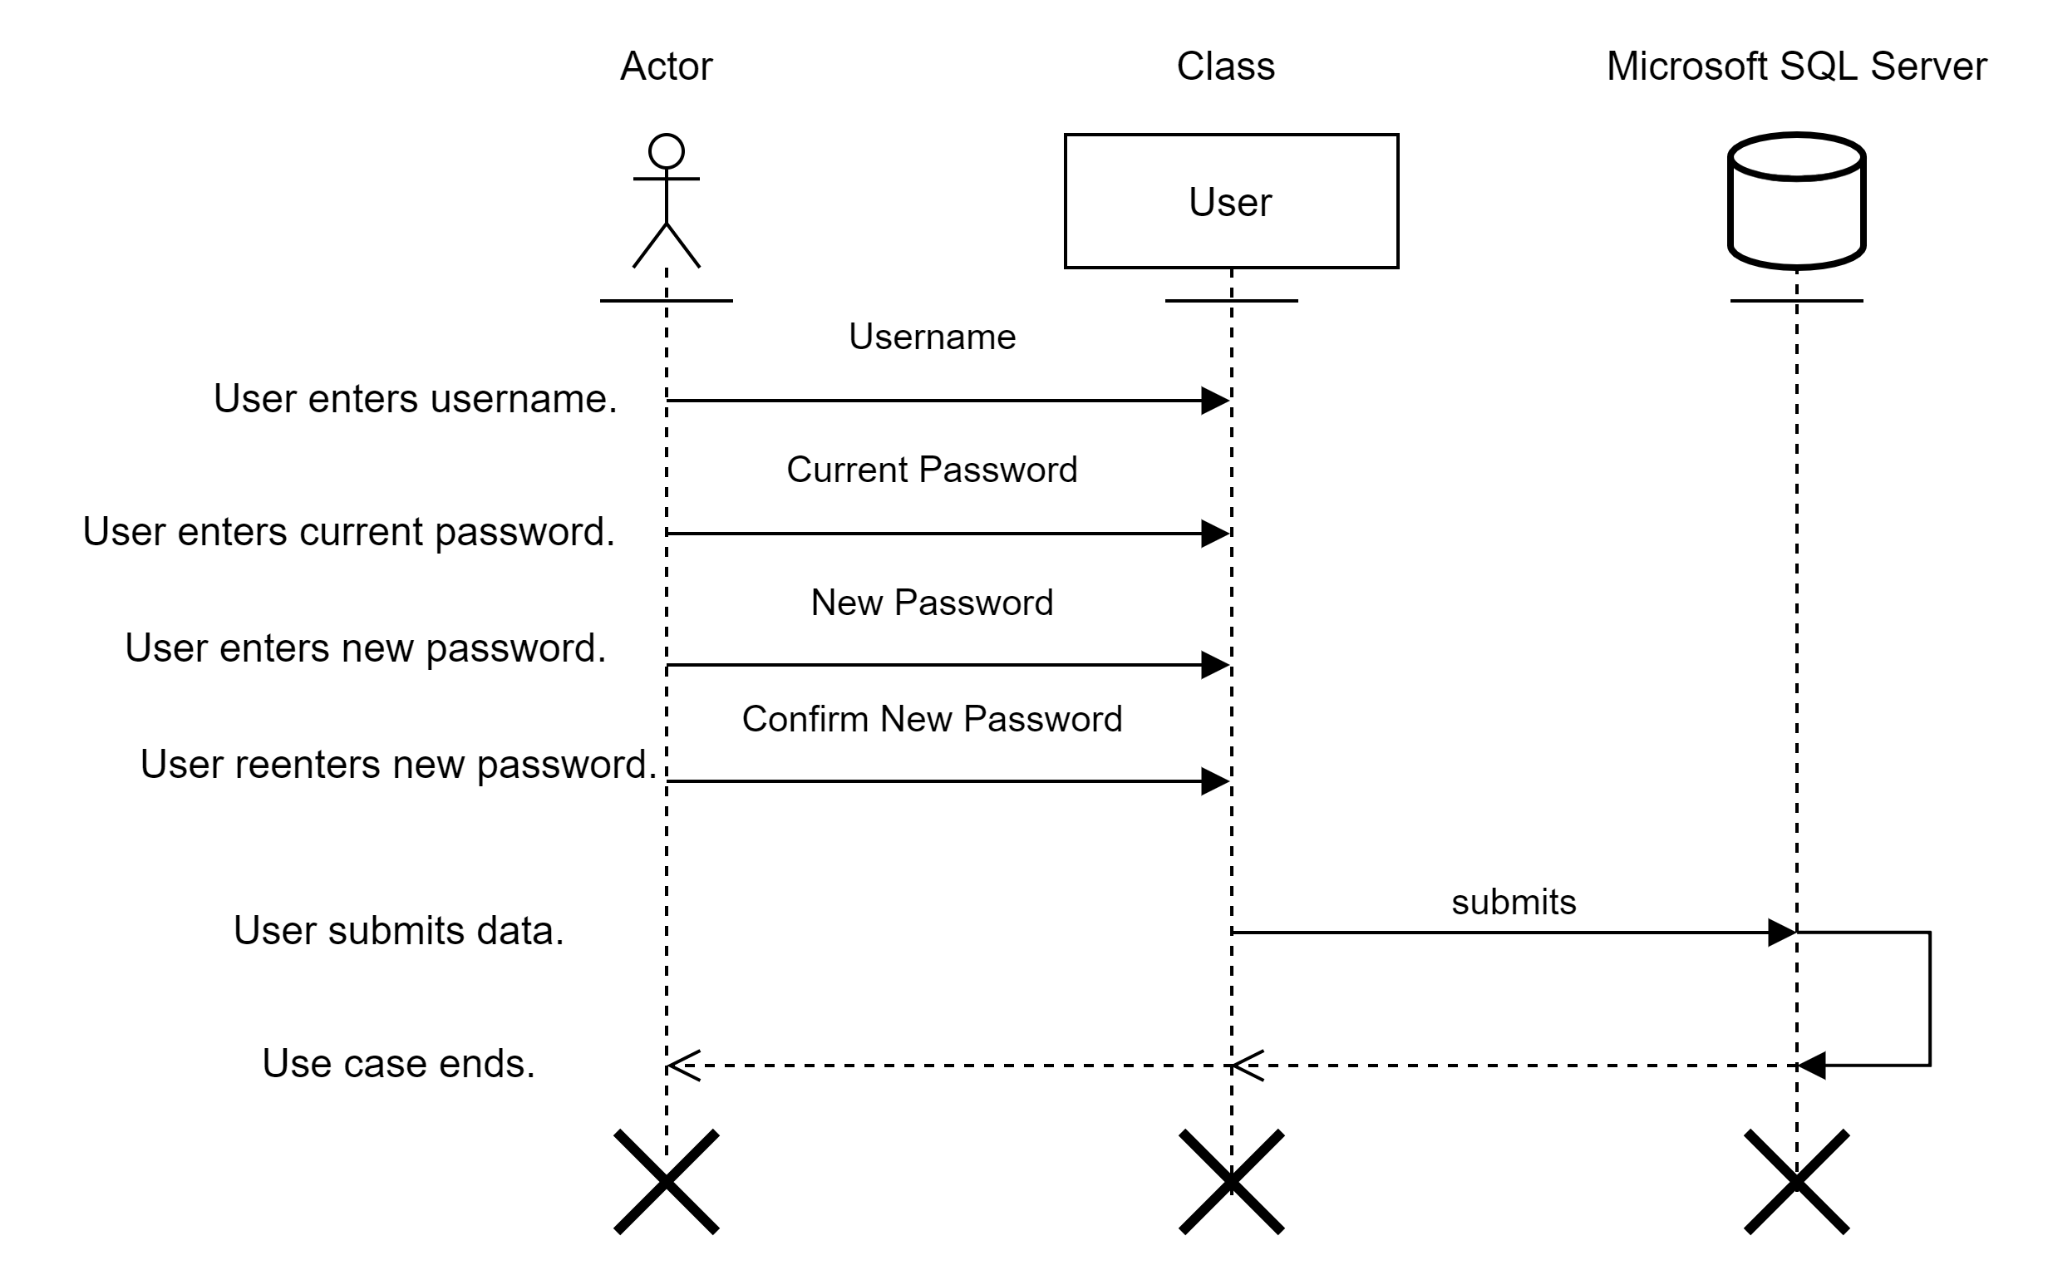 Actor
Class
Microsoft SQL Server
User
Username
User enters username.
Current Password
User enters current password.
New Password
User enters new password.
Confirm New Password
User reenters new password.
submits
User submits data.
Use case ends.